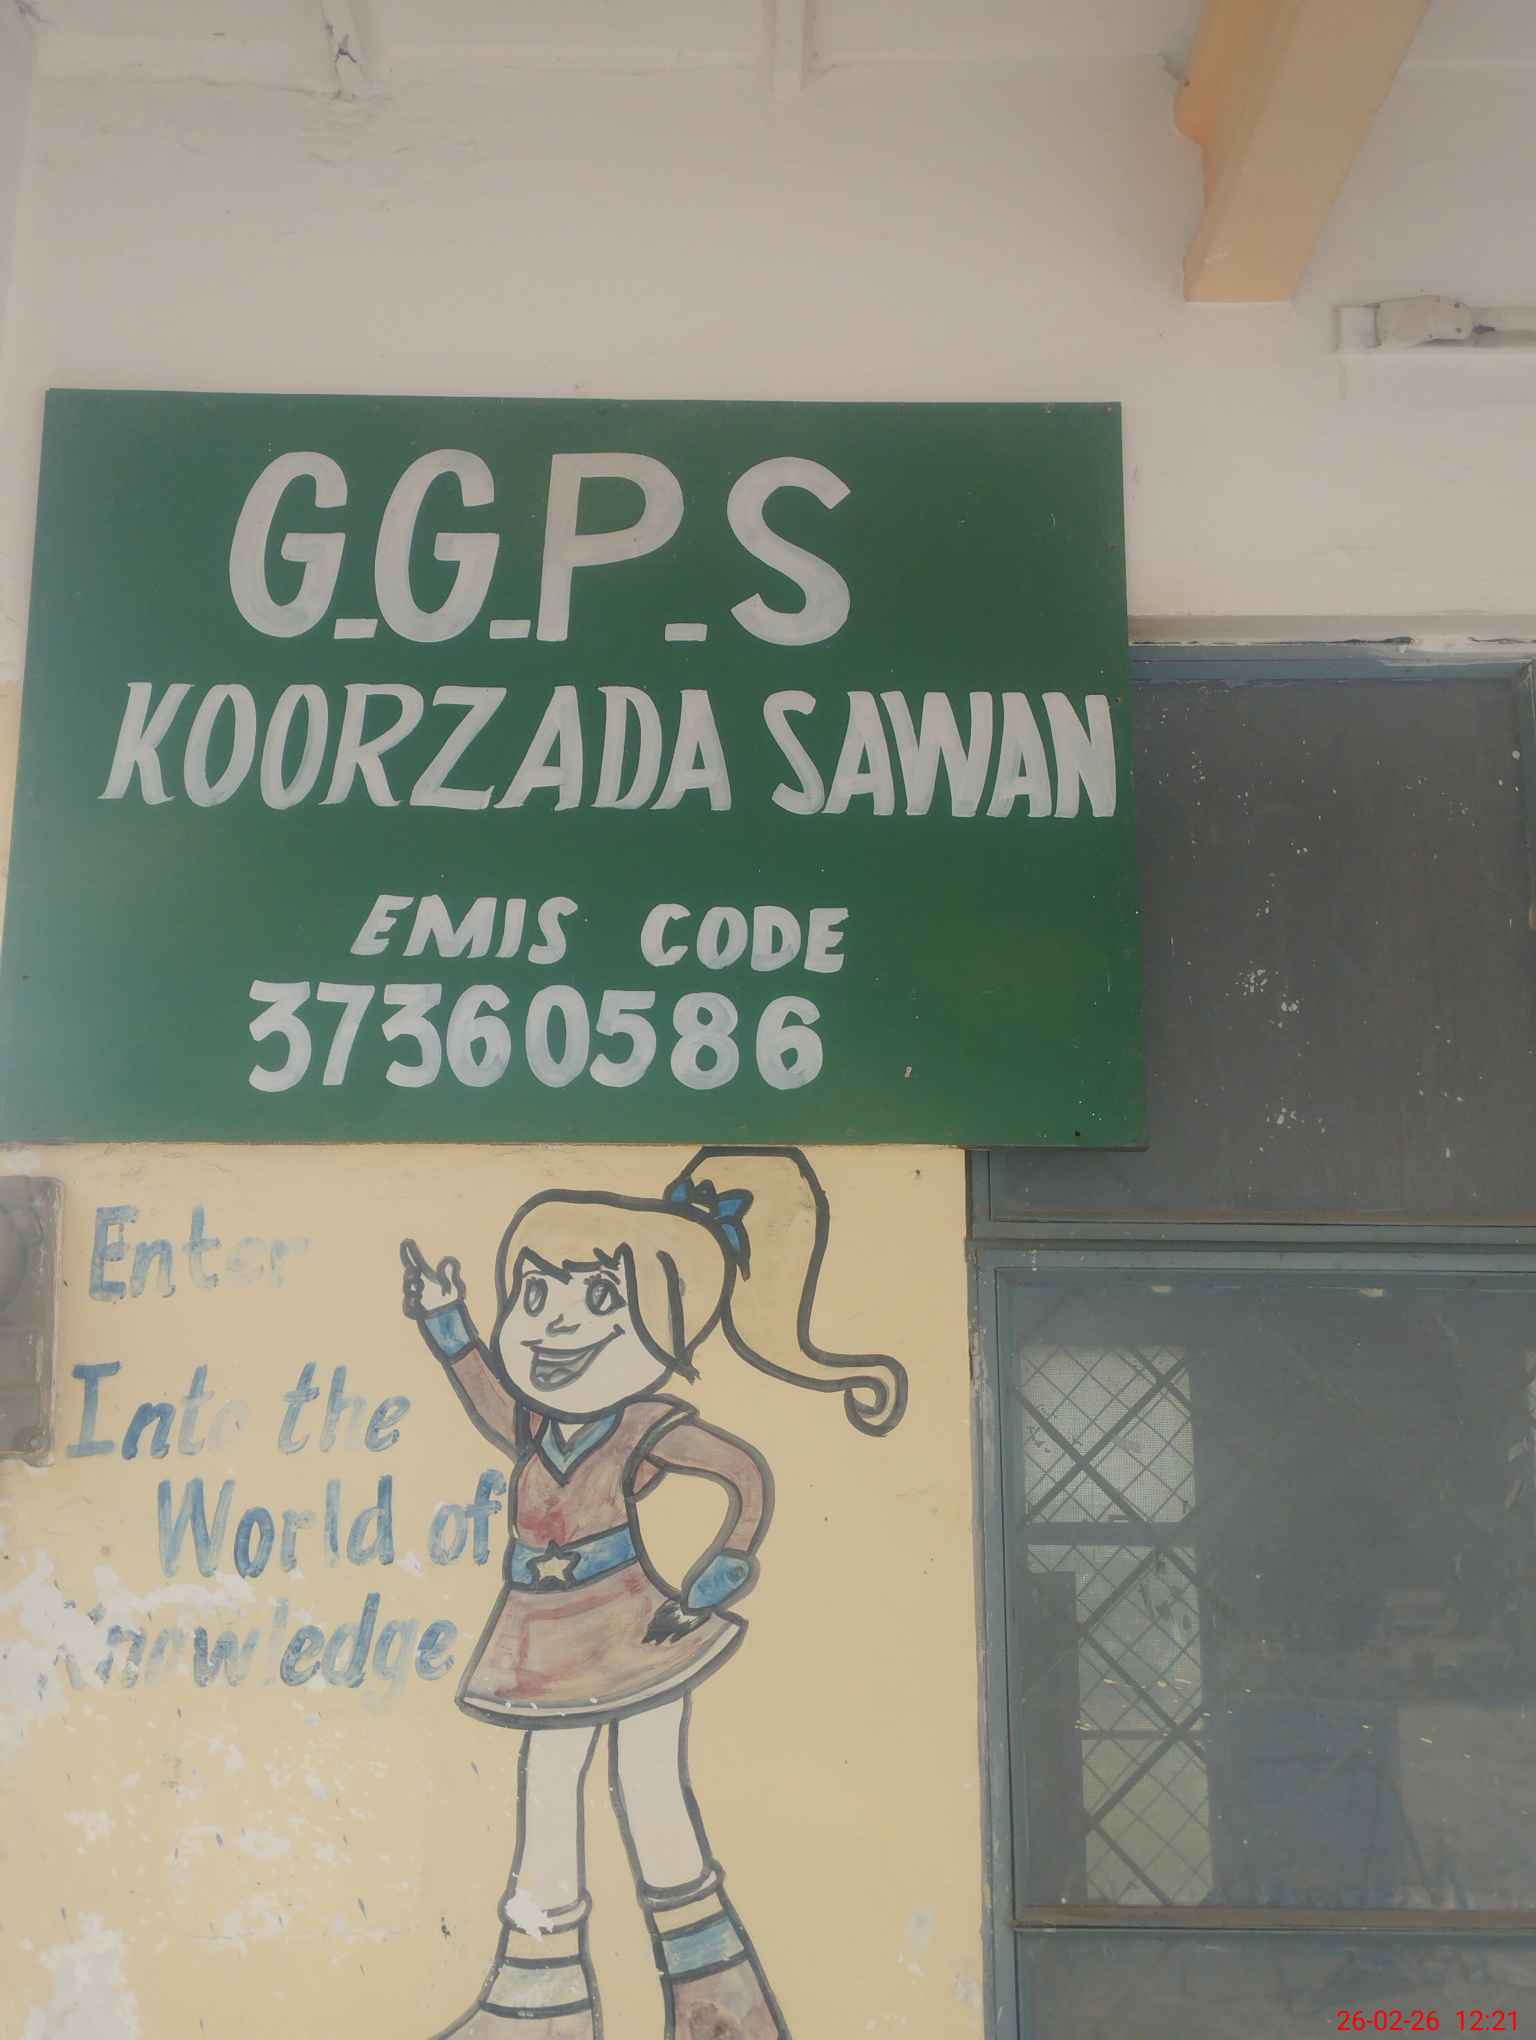 G.G.P.S
KOORZADA SAWAN
EMIS CODE
37360586
Enter
Into the
World of
Knowledge
26-02-26 12:21